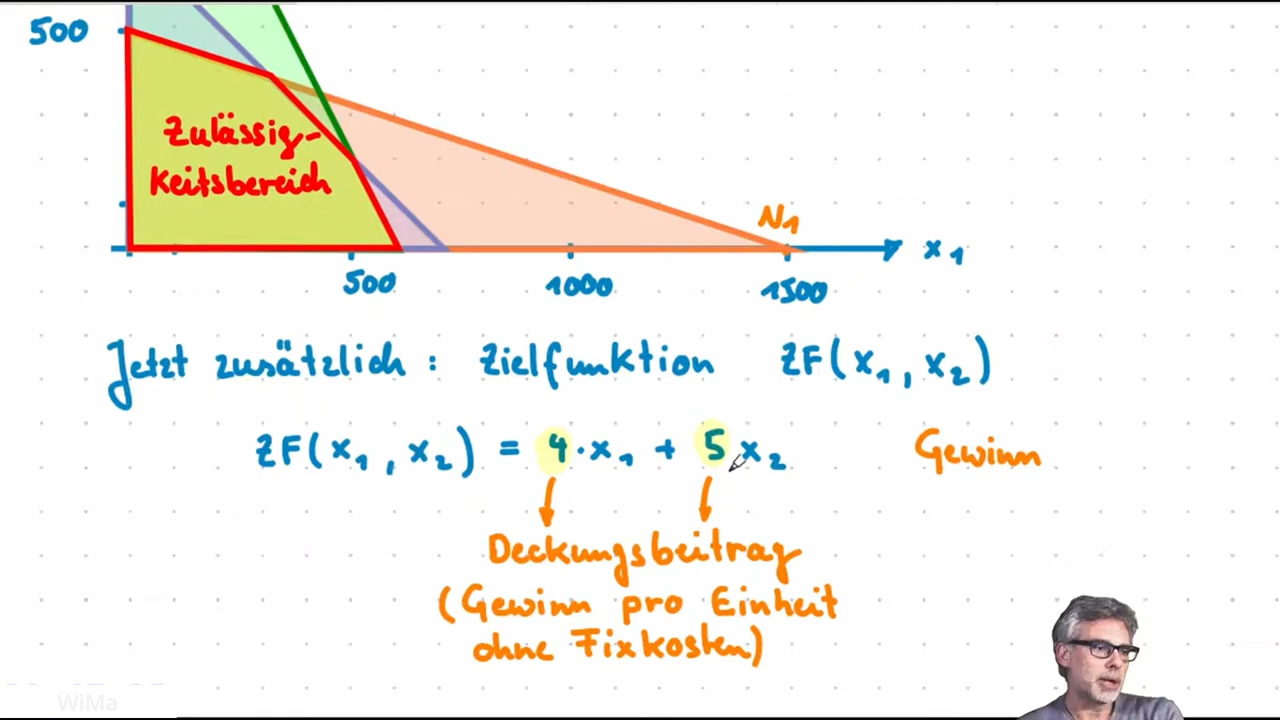 500
Zulässig-
keitsbereich
N1
x1
500
1000
1500
Jetzt zusätzlich: Zielfunktion ZF(x1, x2)
ZF(x1, x2) = 4·x1 + 5x2 Gewinn
Deckungsbeitrag
(Gewinn pro Einheit
ohne Fixkosten)
WiMa